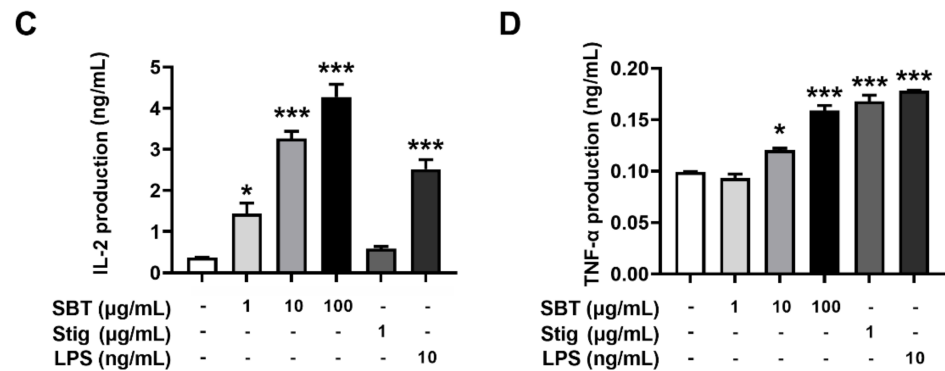 C
IL-2 production (ng/mL)
5
4
3
2
1
0
*
***
***
***
SBT (µg/mL) - 1 10 100 - -
Stig (µg/mL) - - - - 1 -
LPS (ng/mL) - - - - - 10
D
TNF-α production (ng/mL)
0.20
0.15
0.10
0.05
0.00
*
***
***
***
SBT (µg/mL) - 1 10 100 - -
Stig (µg/mL) - - - - 1 -
LPS (ng/mL) - - - - - 10